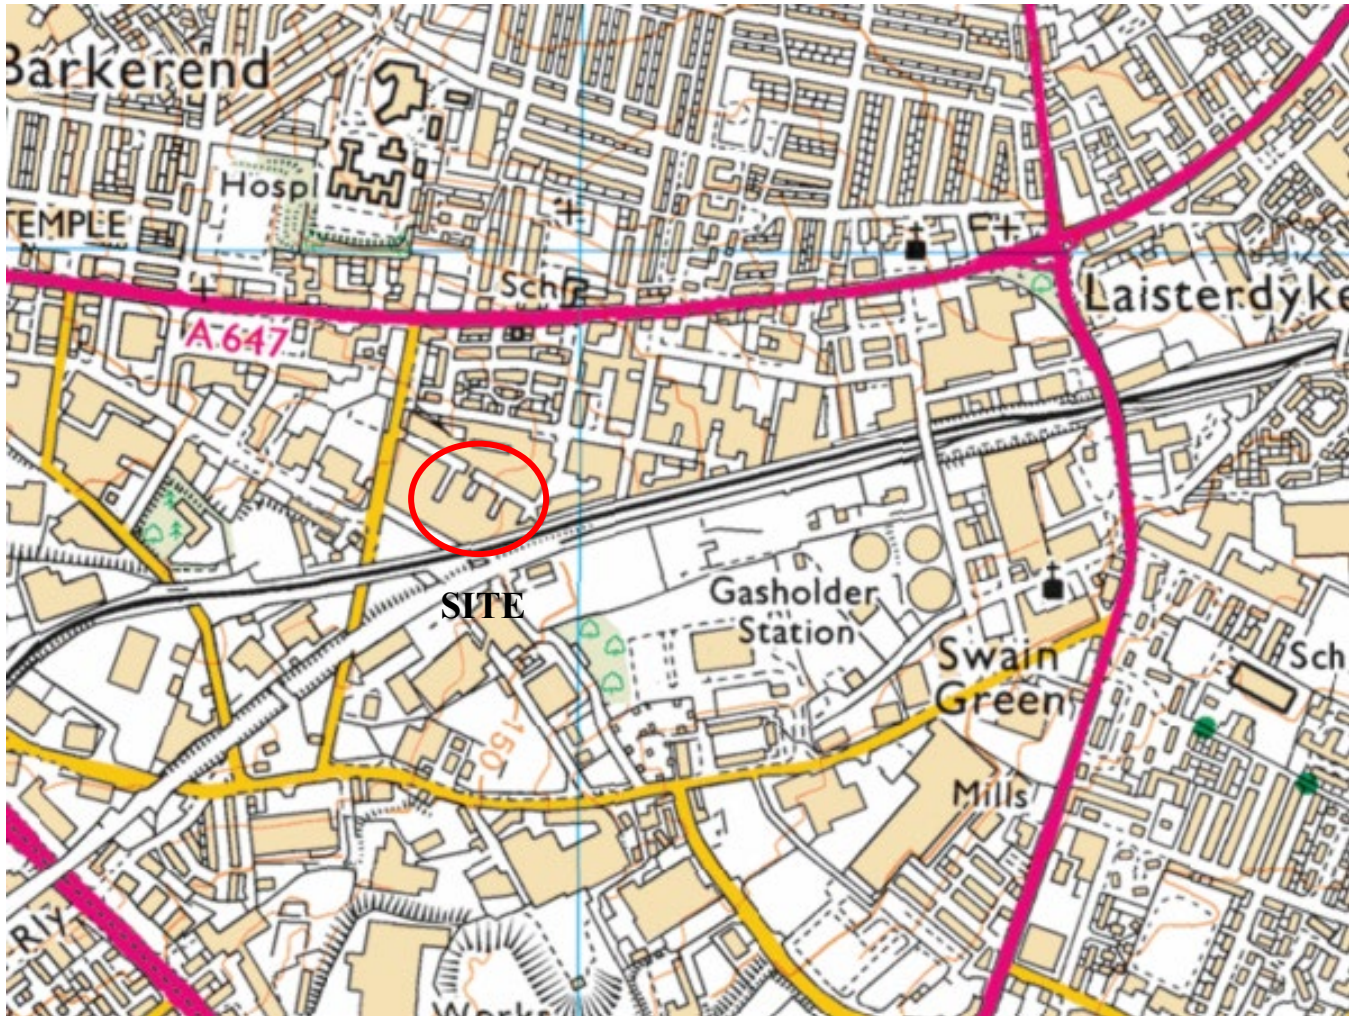 Barkerend
Hospl
TEMPLE
Sch
Laisterdyke
A 647
SITE
Gasholder
Station
Swain
Green
Sch
150
Mills
Rly
Works